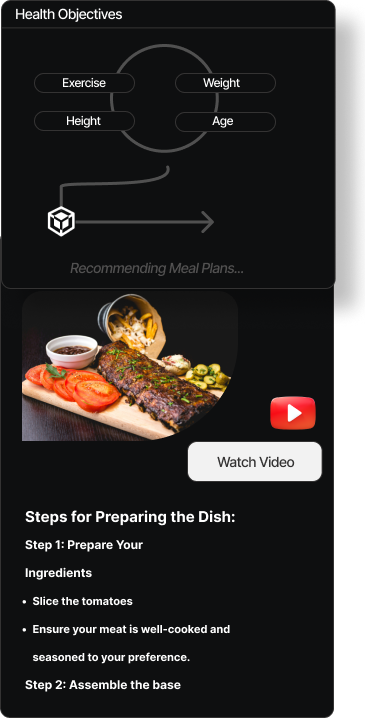 Health Objectives
Exercise
Weight
Height
Age
Recommending Meal Plans...
Watch Video
Steps for Preparing the Dish:
Step 1: Prepare Your
Ingredients
• Slice the tomatoes
• Ensure your meat is well-cooked and
seasoned to your preference.
Step 2: Assemble the base